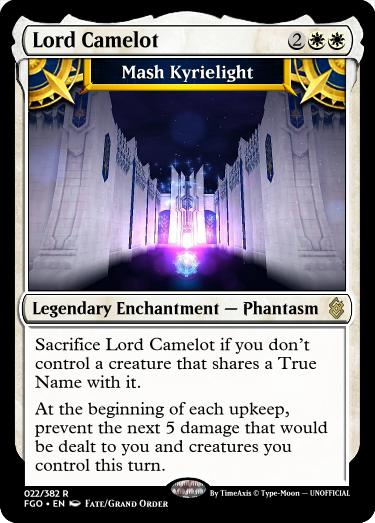 Lord Camelot 2
Mash Kyrielight
Legendary Enchantment — Phantasm
Sacrifice Lord Camelot if you don't
control a creature that shares a True
Name with it.
At the beginning of each upkeep,
prevent the next 5 damage that would
be dealt to you and creatures you
control this turn.
022/382 R
FGO • EN Fate/Grand Order
By TimeAxis © Type-Moon — UNOFFICIAL